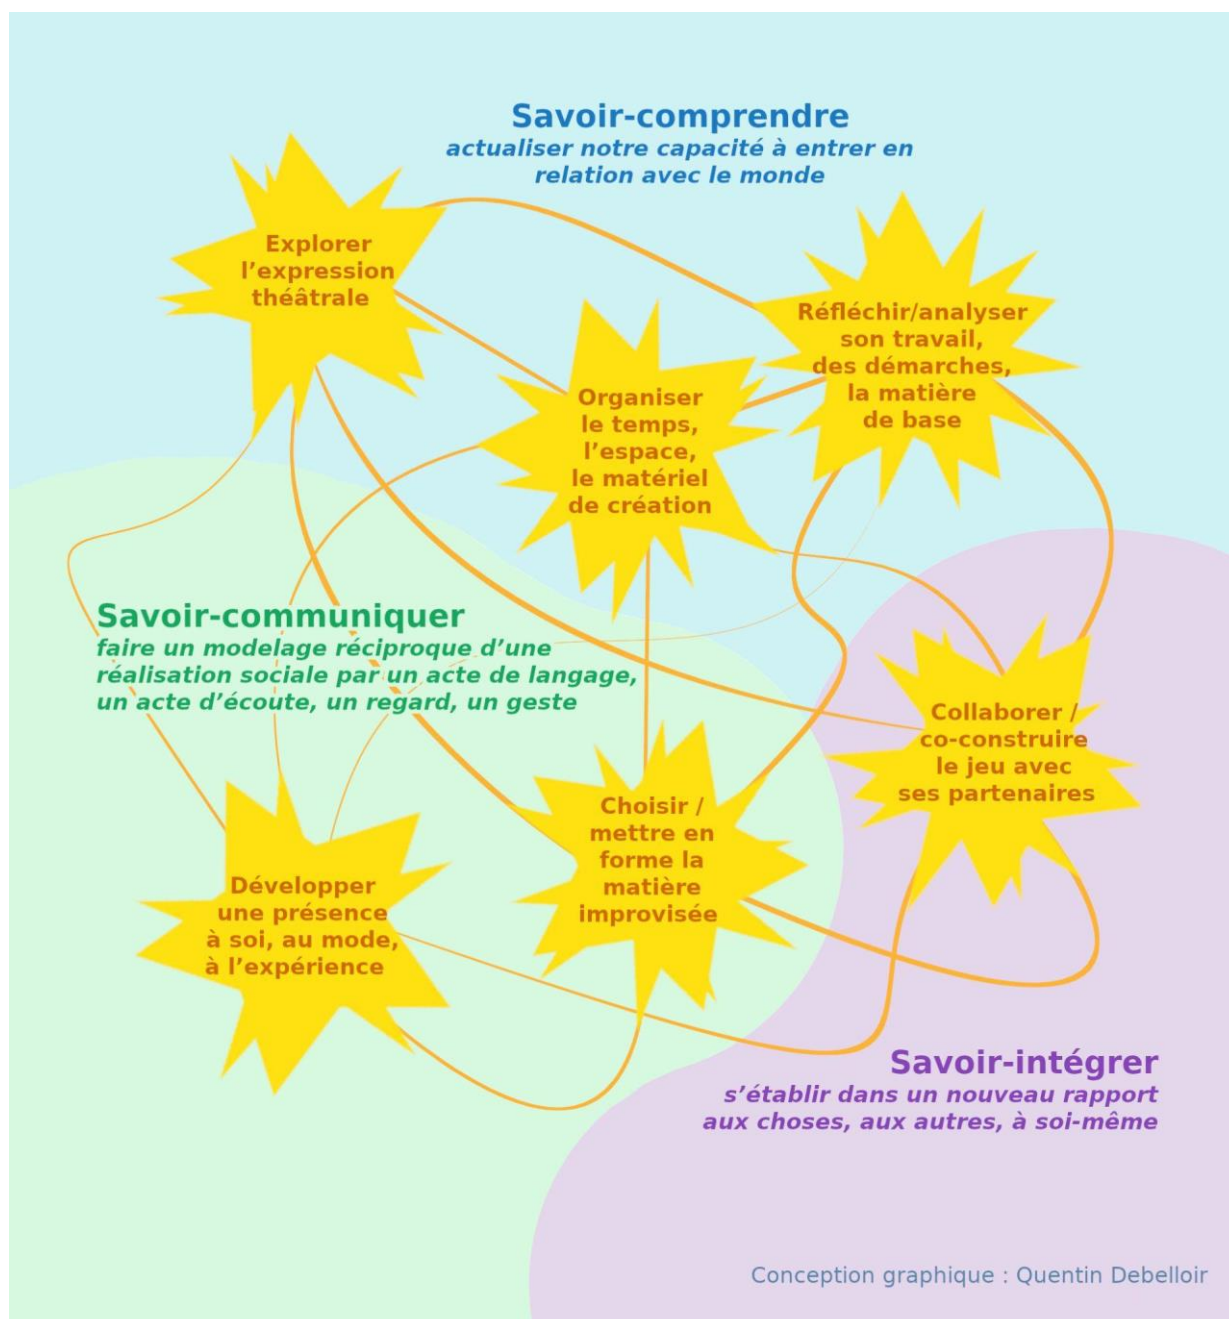 Savoir-comprendre
actualiser notre capacité à entrer en
relation avec le monde
Explorer
l’expression
théâtrale
Réfléchir/analyser
son travail,
des démarches,
la matière
de base
Organiser
le temps,
l’espace,
le matériel
de création
Savoir-communiquer
faire un modelage réciproque d’une
réalisation sociale par un acte de langage,
un acte d’écoute, un regard, un geste
Collaborer /
co-construire
le jeu avec
ses partenaires
Choisir /
mettre en
forme la
matière
improvisée
Développer
une présence
à soi, au mode,
à l’expérience
Savoir-intégrer
s’établir dans un nouveau rapport
aux choses, aux autres, à soi-même
Conception graphique : Quentin Debelloir